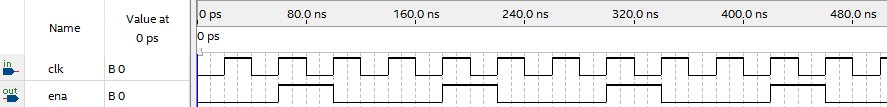 Name
Value at
0 ps
0 ps 80.0 ns 160.0 ns 240.0 ns 320.0 ns 400.0 ns 480.0 ns
0 ps
in clk B 0
out ena B 0